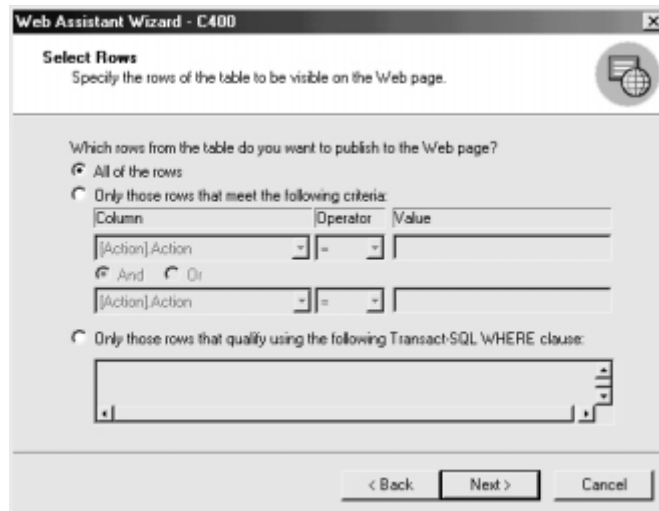 Web Assistant Wizard - C400
Select Rows
Specify the rows of the table to be visible on the Web page.
Which rows from the table do you want to publish to the Web page?
All of the rows
Only those rows that meet the following criteria:
Column Operator Value
[Action].Action =
And Or
[Action].Action =
Only those rows that qualify using the following Transact-SQL WHERE clause:
< Back Next > Cancel